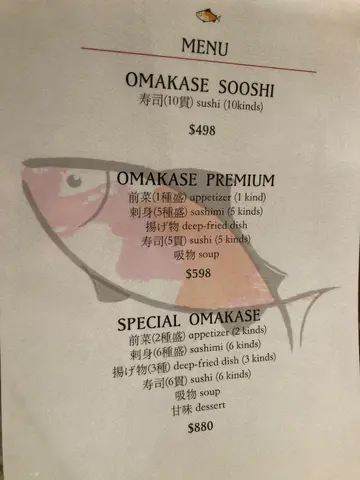 MENU
OMAKASE SOOSHI
寿司(10貫) sushi (10kinds)
$498
OMAKASE PREMIUM
前菜(1種盛) appetizer (1 kind)
刺身(5種盛) sashimi (5 kinds)
揚げ物 deep-fried dish
寿司(5貫) sushi (5 kinds)
吸物 soup
$598
SPECIAL OMAKASE
前菜(2種盛) appetizer (2 kinds)
刺身(6種盛) sashimi (6 kinds)
揚げ物(3種) deep-fried dish (3 kinds)
寿司(6貫) sushi (6 kinds)
吸物 soup
甘味 dessert
$880